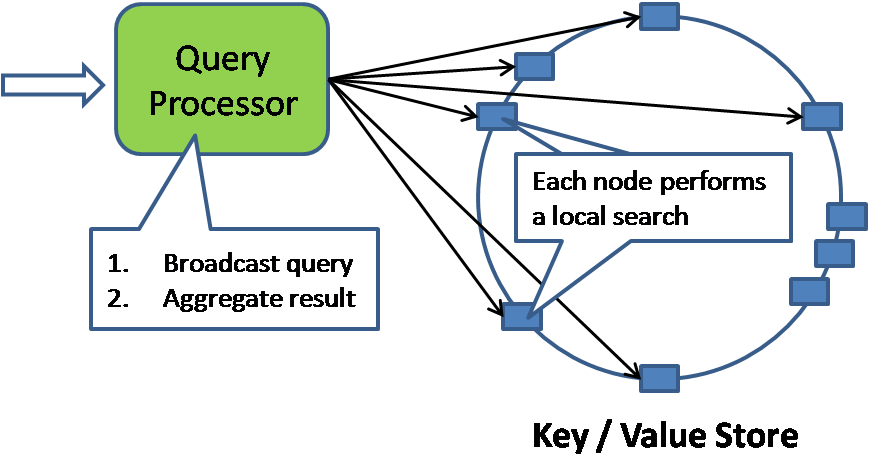 Query
Processor
Each node performs
a local search
1. Broadcast query
2. Aggregate result
Key / Value Store